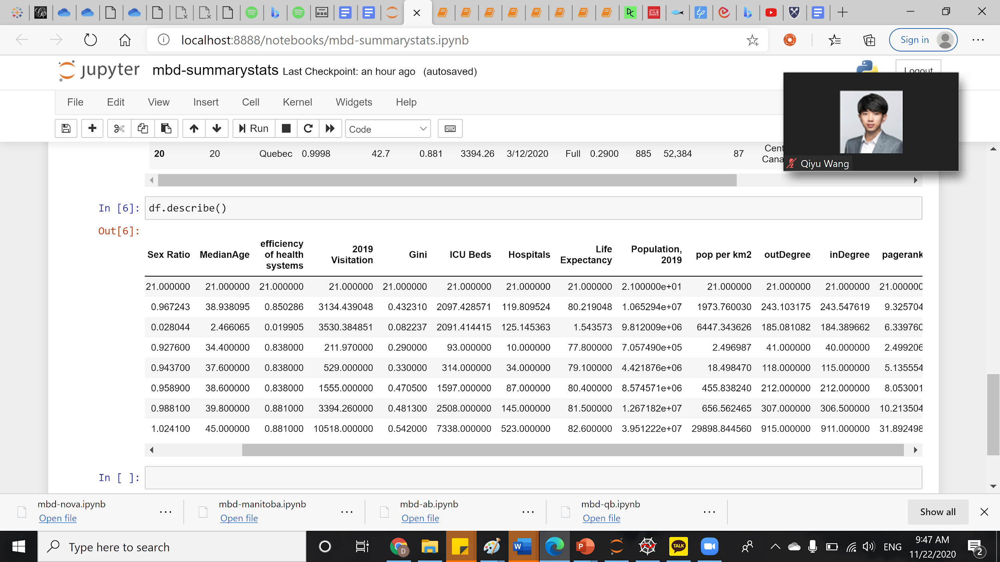 localhost:8888/notebooks/mbd-summarystats.ipynb
Sign in
jupyter mbd-summarystats Last Checkpoint: an hour ago (autosaved)
Logout
File Edit View Insert Cell Kernel Widgets Help
Run Code
20 20 Quebec 0.9998 42.7 0.881 3394.26 3/12/2020 Full 0.2900 885 52,384 87 Cent
Cana
Qiyu Wang
In [6]: df.describe()
Out[6]:
Sex Ratio MedianAge efficiency of health systems 2019 Visitation Gini ICU Beds Hospitals Life Expectancy Population, 2019 pop per km2 outDegree inDegree pagerank
21.000000 21.000000 21.000000 21.000000 21.000000 21.000000 21.000000 21.000000 2.100000e+01 21.000000 21.000000 21.000000 21.000000
0.967243 38.938095 0.850286 3134.439048 0.432310 2097.428571 119.809524 80.219048 1.065294e+07 1973.760030 243.103175 243.547619 9.325704
0.028044 2.466065 0.019905 3530.384851 0.082237 2091.414415 125.145363 1.543573 9.812009e+06 6447.343626 185.081082 184.389662 6.339760
0.927600 34.400000 0.838000 211.970000 0.290000 93.000000 10.000000 77.800000 7.057490e+05 2.496987 41.000000 40.000000 2.499206
0.943700 37.600000 0.838000 529.000000 0.330000 314.000000 34.000000 79.100000 4.421876e+06 18.498470 118.000000 115.000000 5.135554
0.958900 38.600000 0.838000 1555.000000 0.470500 1597.000000 87.000000 80.400000 8.574571e+06 455.838240 212.000000 212.000000 8.053001
0.988100 39.800000 0.881000 3394.260000 0.481300 2508.000000 145.000000 81.500000 1.267182e+07 656.562465 307.000000 306.500000 10.213504
1.024100 45.000000 0.881000 10518.000000 0.542000 7338.000000 523.000000 82.600000 3.951222e+07 29898.844560 915.000000 911.000000 31.892498
In [ ]:
mbd-nova.ipynb mbd-manitoba.ipynb mbd-ab.ipynb mbd-qb.ipynb
Open file Open file Open file Open file
Show all
Type here to search
D
W
P
TALK
ENG
9:47 AM
11/22/2020
2